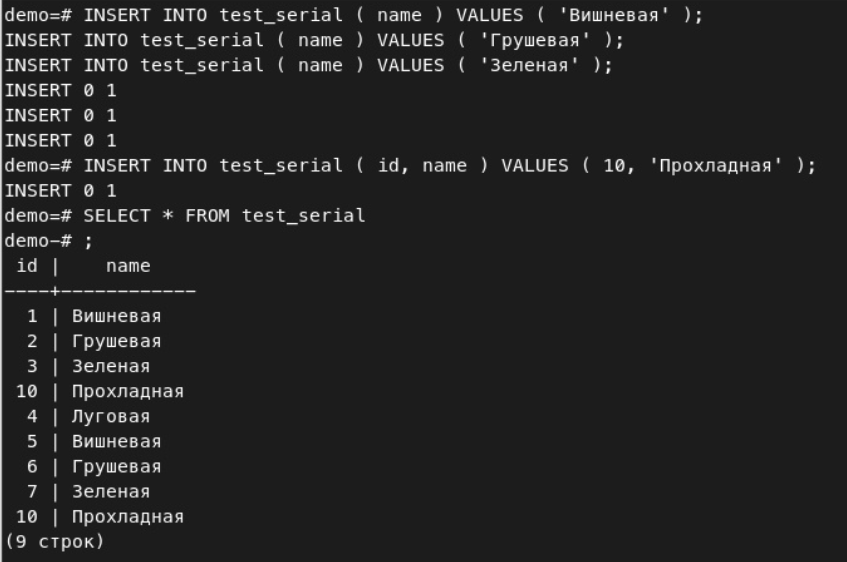 demo=# INSERT INTO test_serial ( name ) VALUES ( 'Вишневая' );
INSERT INTO test_serial ( name ) VALUES ( 'Грушевая' );
INSERT INTO test_serial ( name ) VALUES ( 'Зеленая' );
INSERT 0 1
INSERT 0 1
INSERT 0 1
demo=# INSERT INTO test_serial ( id, name ) VALUES ( 10, 'Прохладная' );
INSERT 0 1
demo=# SELECT * FROM test_serial
demo-# ;
 id |    name
----+------------
  1 | Вишневая
  2 | Грушевая
  3 | Зеленая
 10 | Прохладная
  4 | Луговая
  5 | Вишневая
  6 | Грушевая
  7 | Зеленая
 10 | Прохладная
(9 строк)